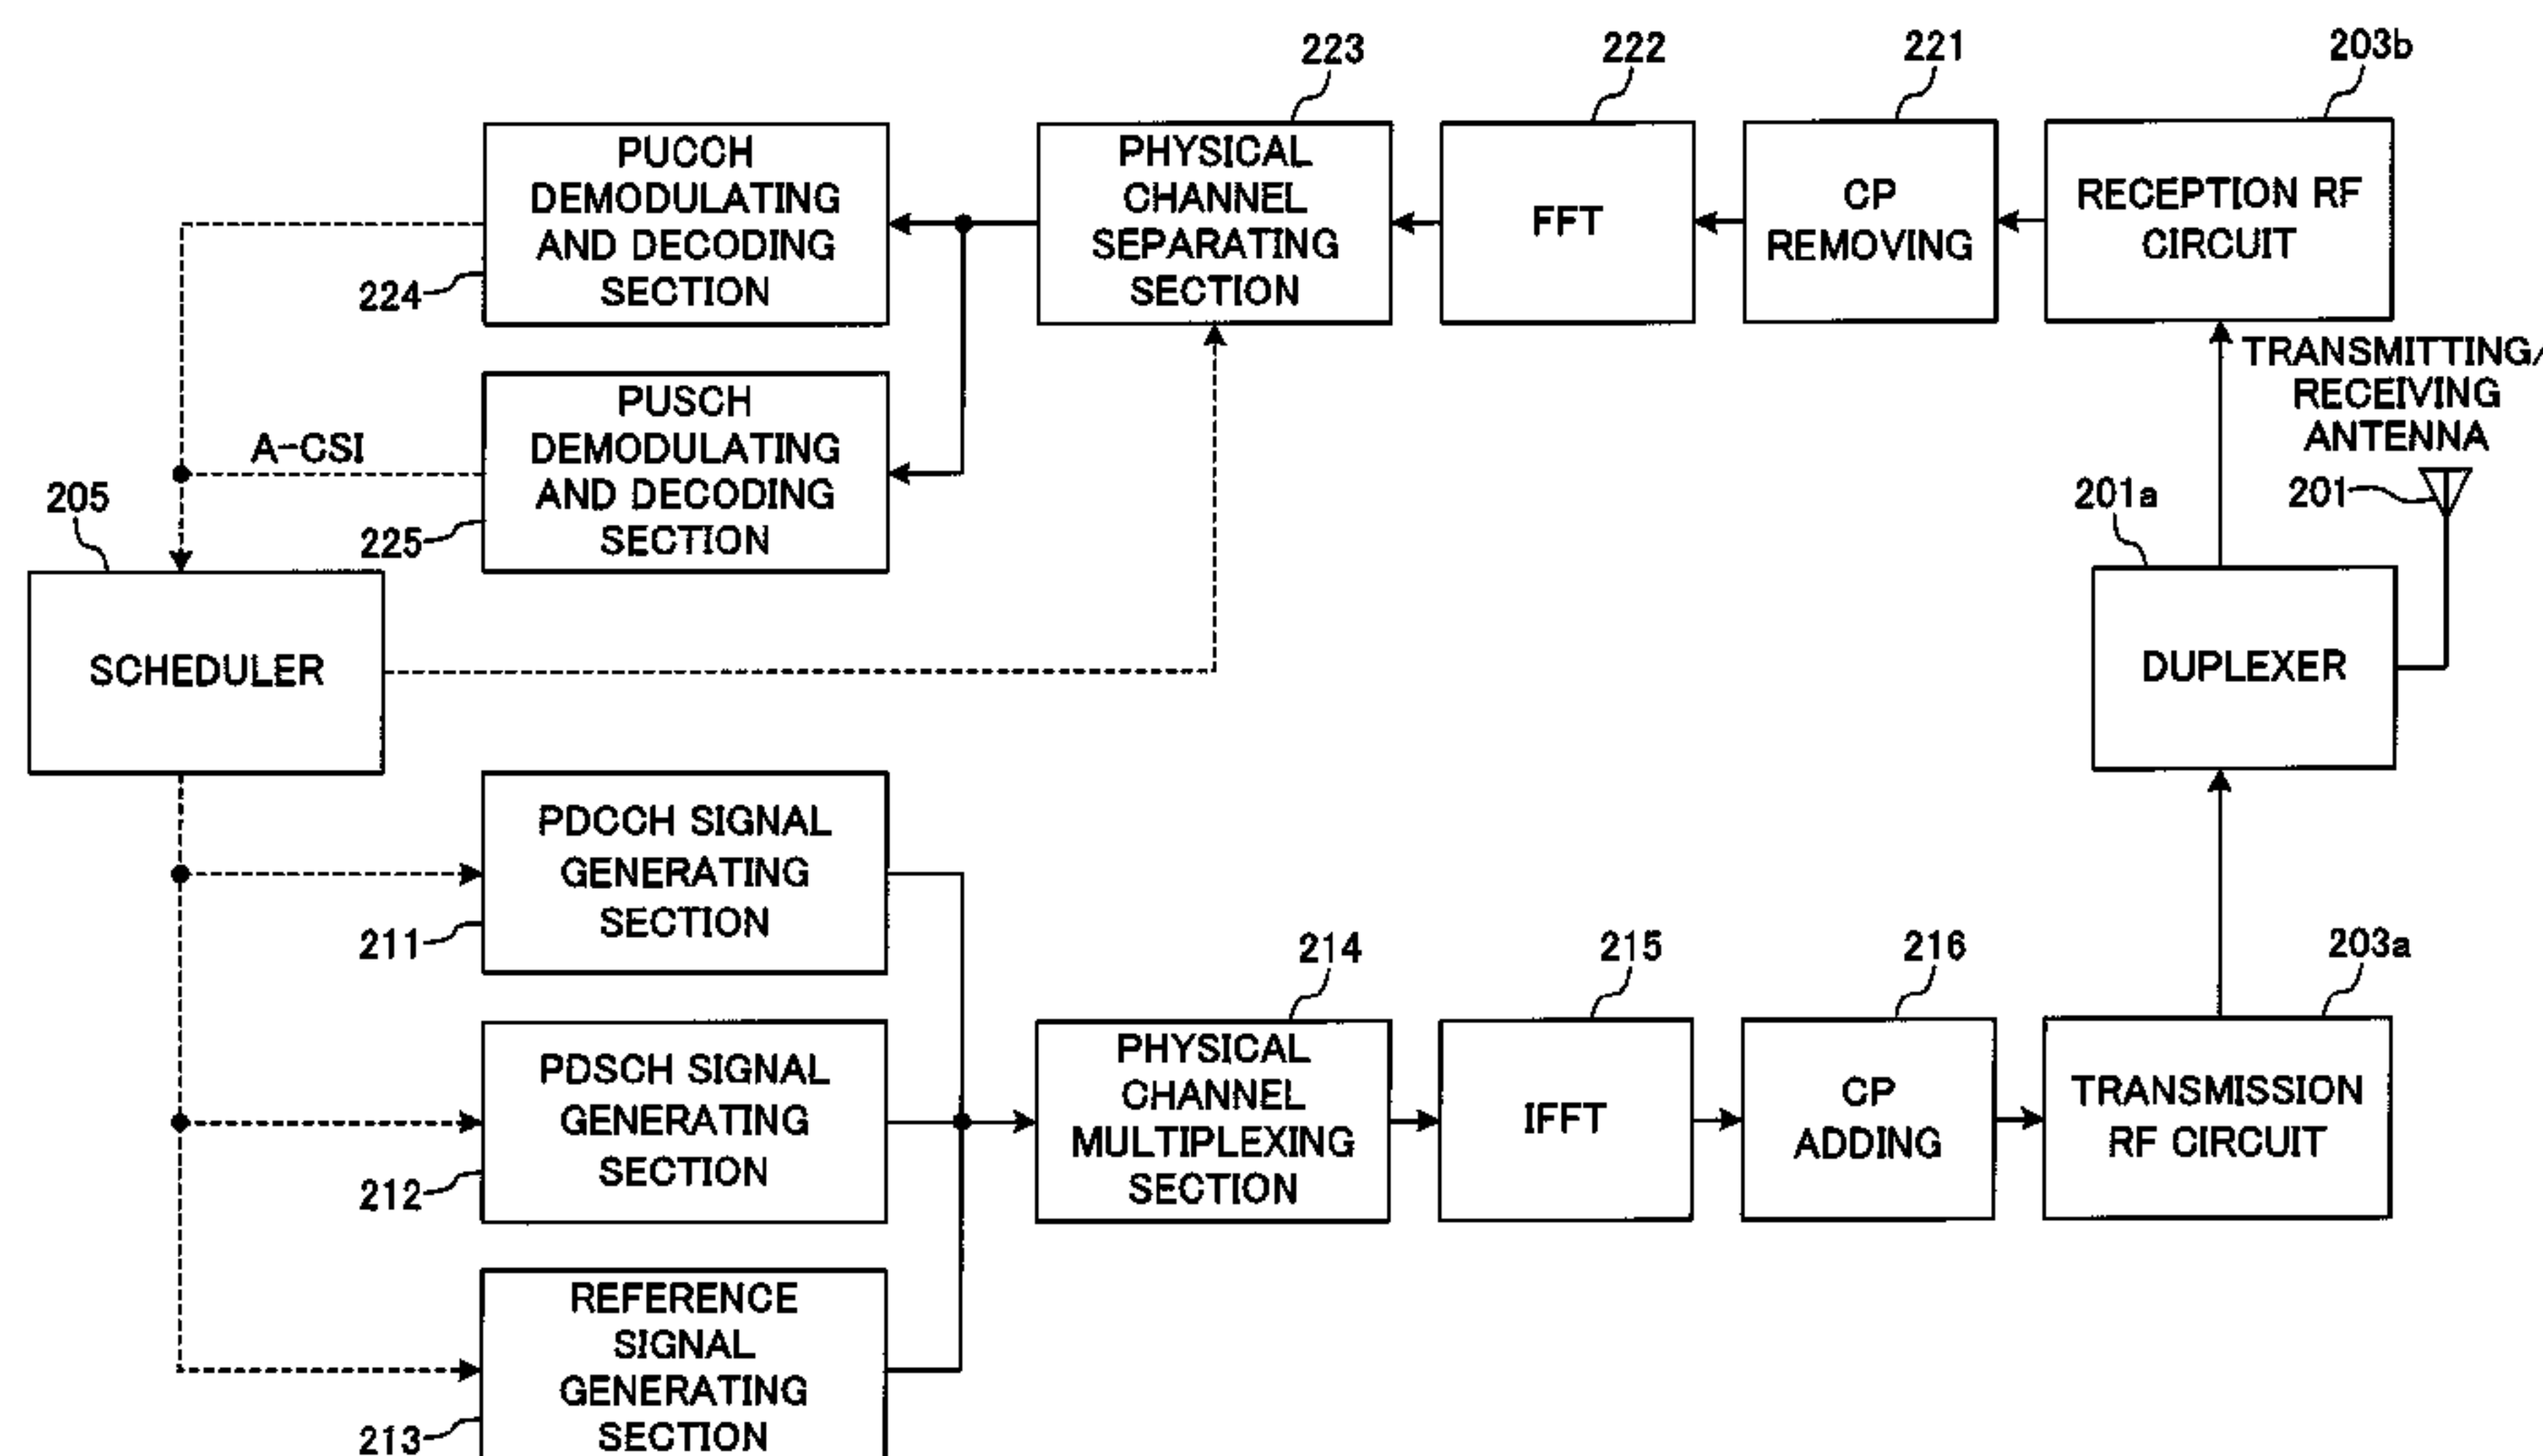 223
222
221
203b
PUCCH
DEMODULATING
AND DECODING
SECTION
224
PHYSICAL
CHANNEL
SEPARATING
SECTION
FFT
CP
REMOVING
RECEPTION RF
CIRCUIT
TRANSMITTING/
RECEIVING
ANTENNA
PUSCH
DEMODULATING
AND DECODING
SECTION
225
A-CSI
205
201a
201
SCHEDULER
DUPLEXER
PDCCH SIGNAL
GENERATING
SECTION
211
214
215
216
203a
PDSCH SIGNAL
GENERATING
SECTION
212
PHYSICAL
CHANNEL
MULTIPLEXING
SECTION
IFFT
CP
ADDING
TRANSMISSION
RF CIRCUIT
REFERENCE
SIGNAL
GENERATING
SECTION
213